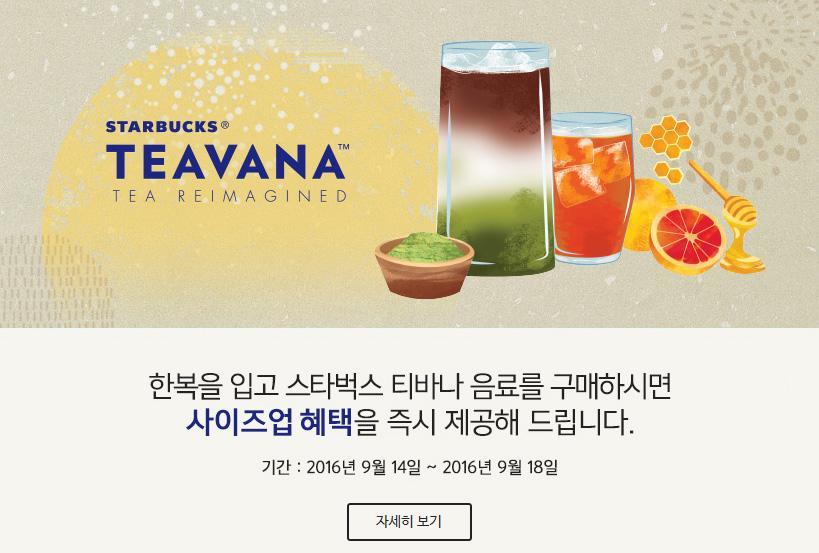 STARBUCKS®
TEAVANA™
TEA REIMAGINED
한복을 입고 스타벅스 티바나 음료를 구매하시면
사이즈업 혜택을 즉시 제공해 드립니다.
기간 : 2016년 9월 14일 ~ 2016년 9월 18일
자세히 보기